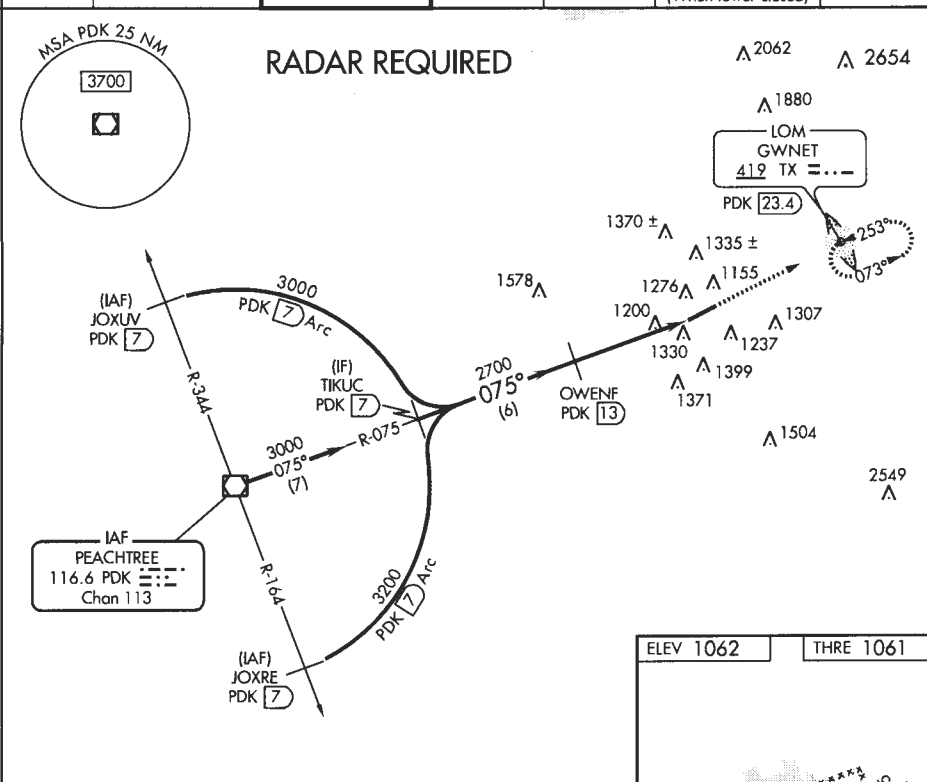 MSA PDK 25 NM
3700
RADAR REQUIRED
2062
2654
1880
LOM
GWNET
419 TX
PDK 23.4
253°
073°
1370 ±
1335 ±
1155
1276
1578
1200
1307
1330
1237
1399
1371
1504
2549
(IAF)
JOXUV
PDK 7
3000
PDK 7 Arc
R-344
(IF)
TIKUC
PDK 7
2700
075°
(6)
OWENF
PDK 13
R-075
3000
075°
(7)
IAF
PEACHTREE
116.6 PDK
Chan 113
R-164
3200
PDK 7 Arc
(IAF)
JOXRE
PDK 7
ELEV 1062
THRE 1061